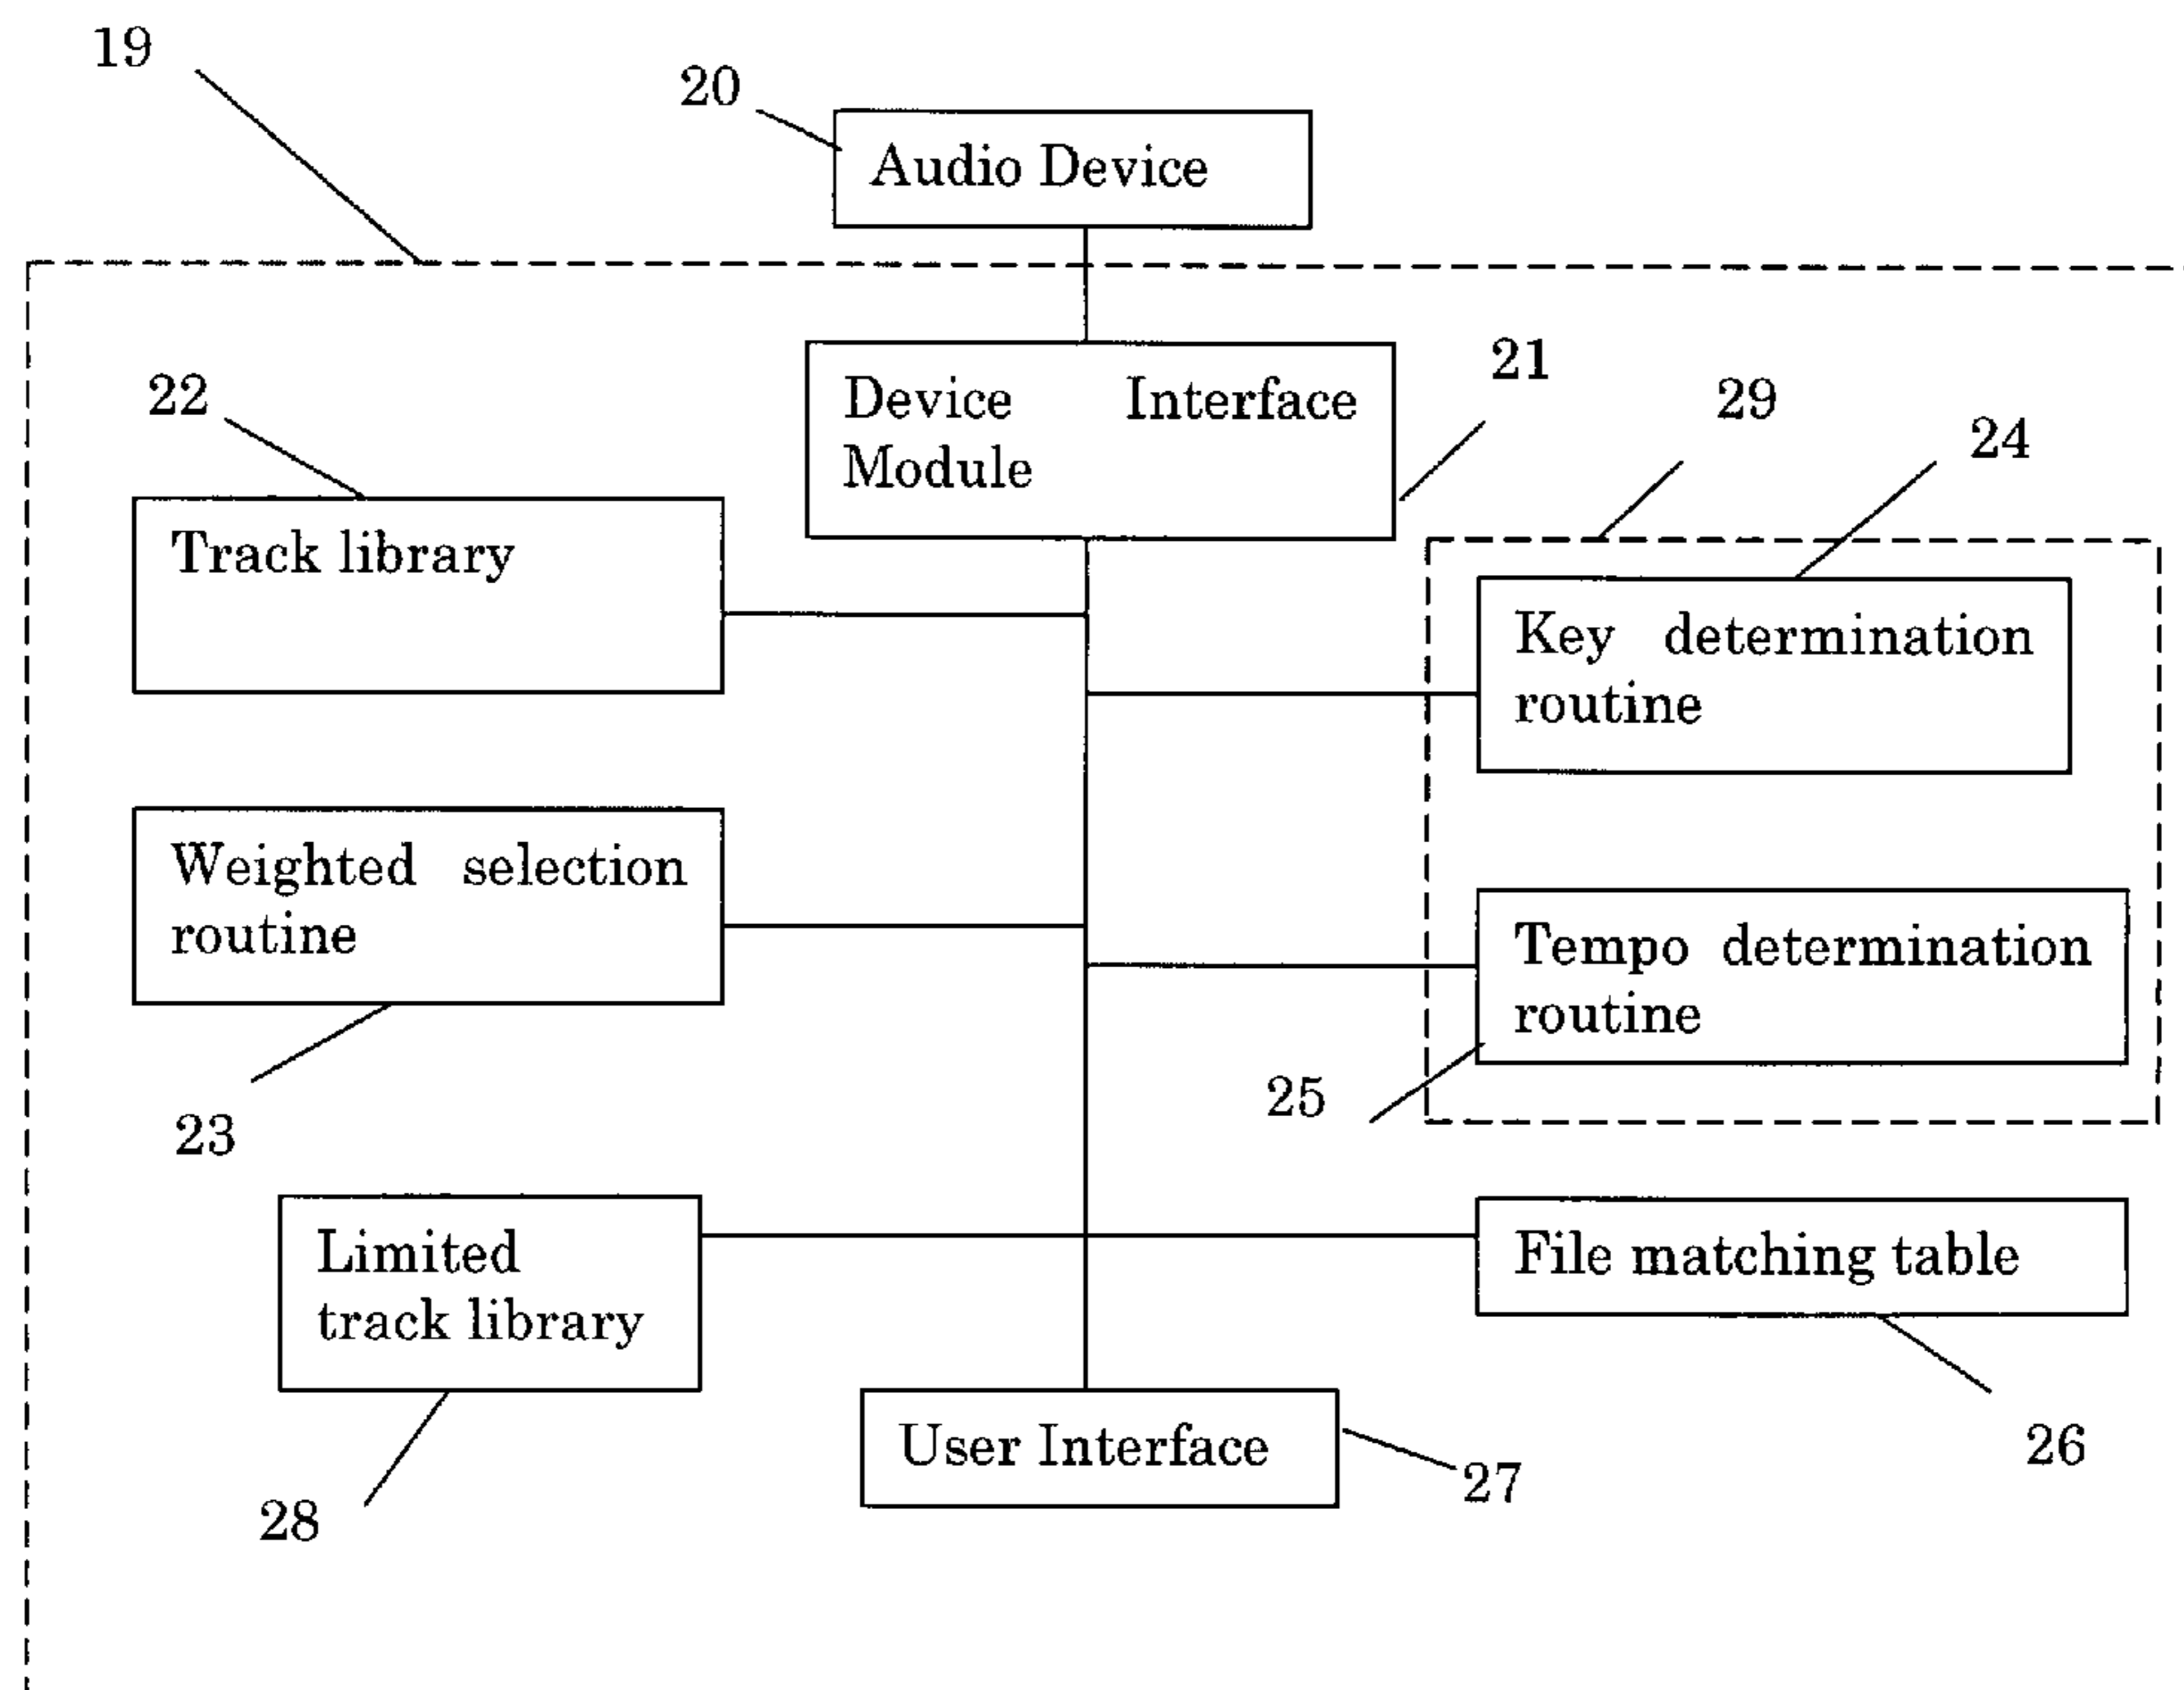 19
20
Audio Device
21
Device Interface
Module
29
24
22
Track library
Key determination
routine
Weighted selection
routine
Tempo determination
routine
25
23
Limited
track library
File matching table
User Interface
26
27
28